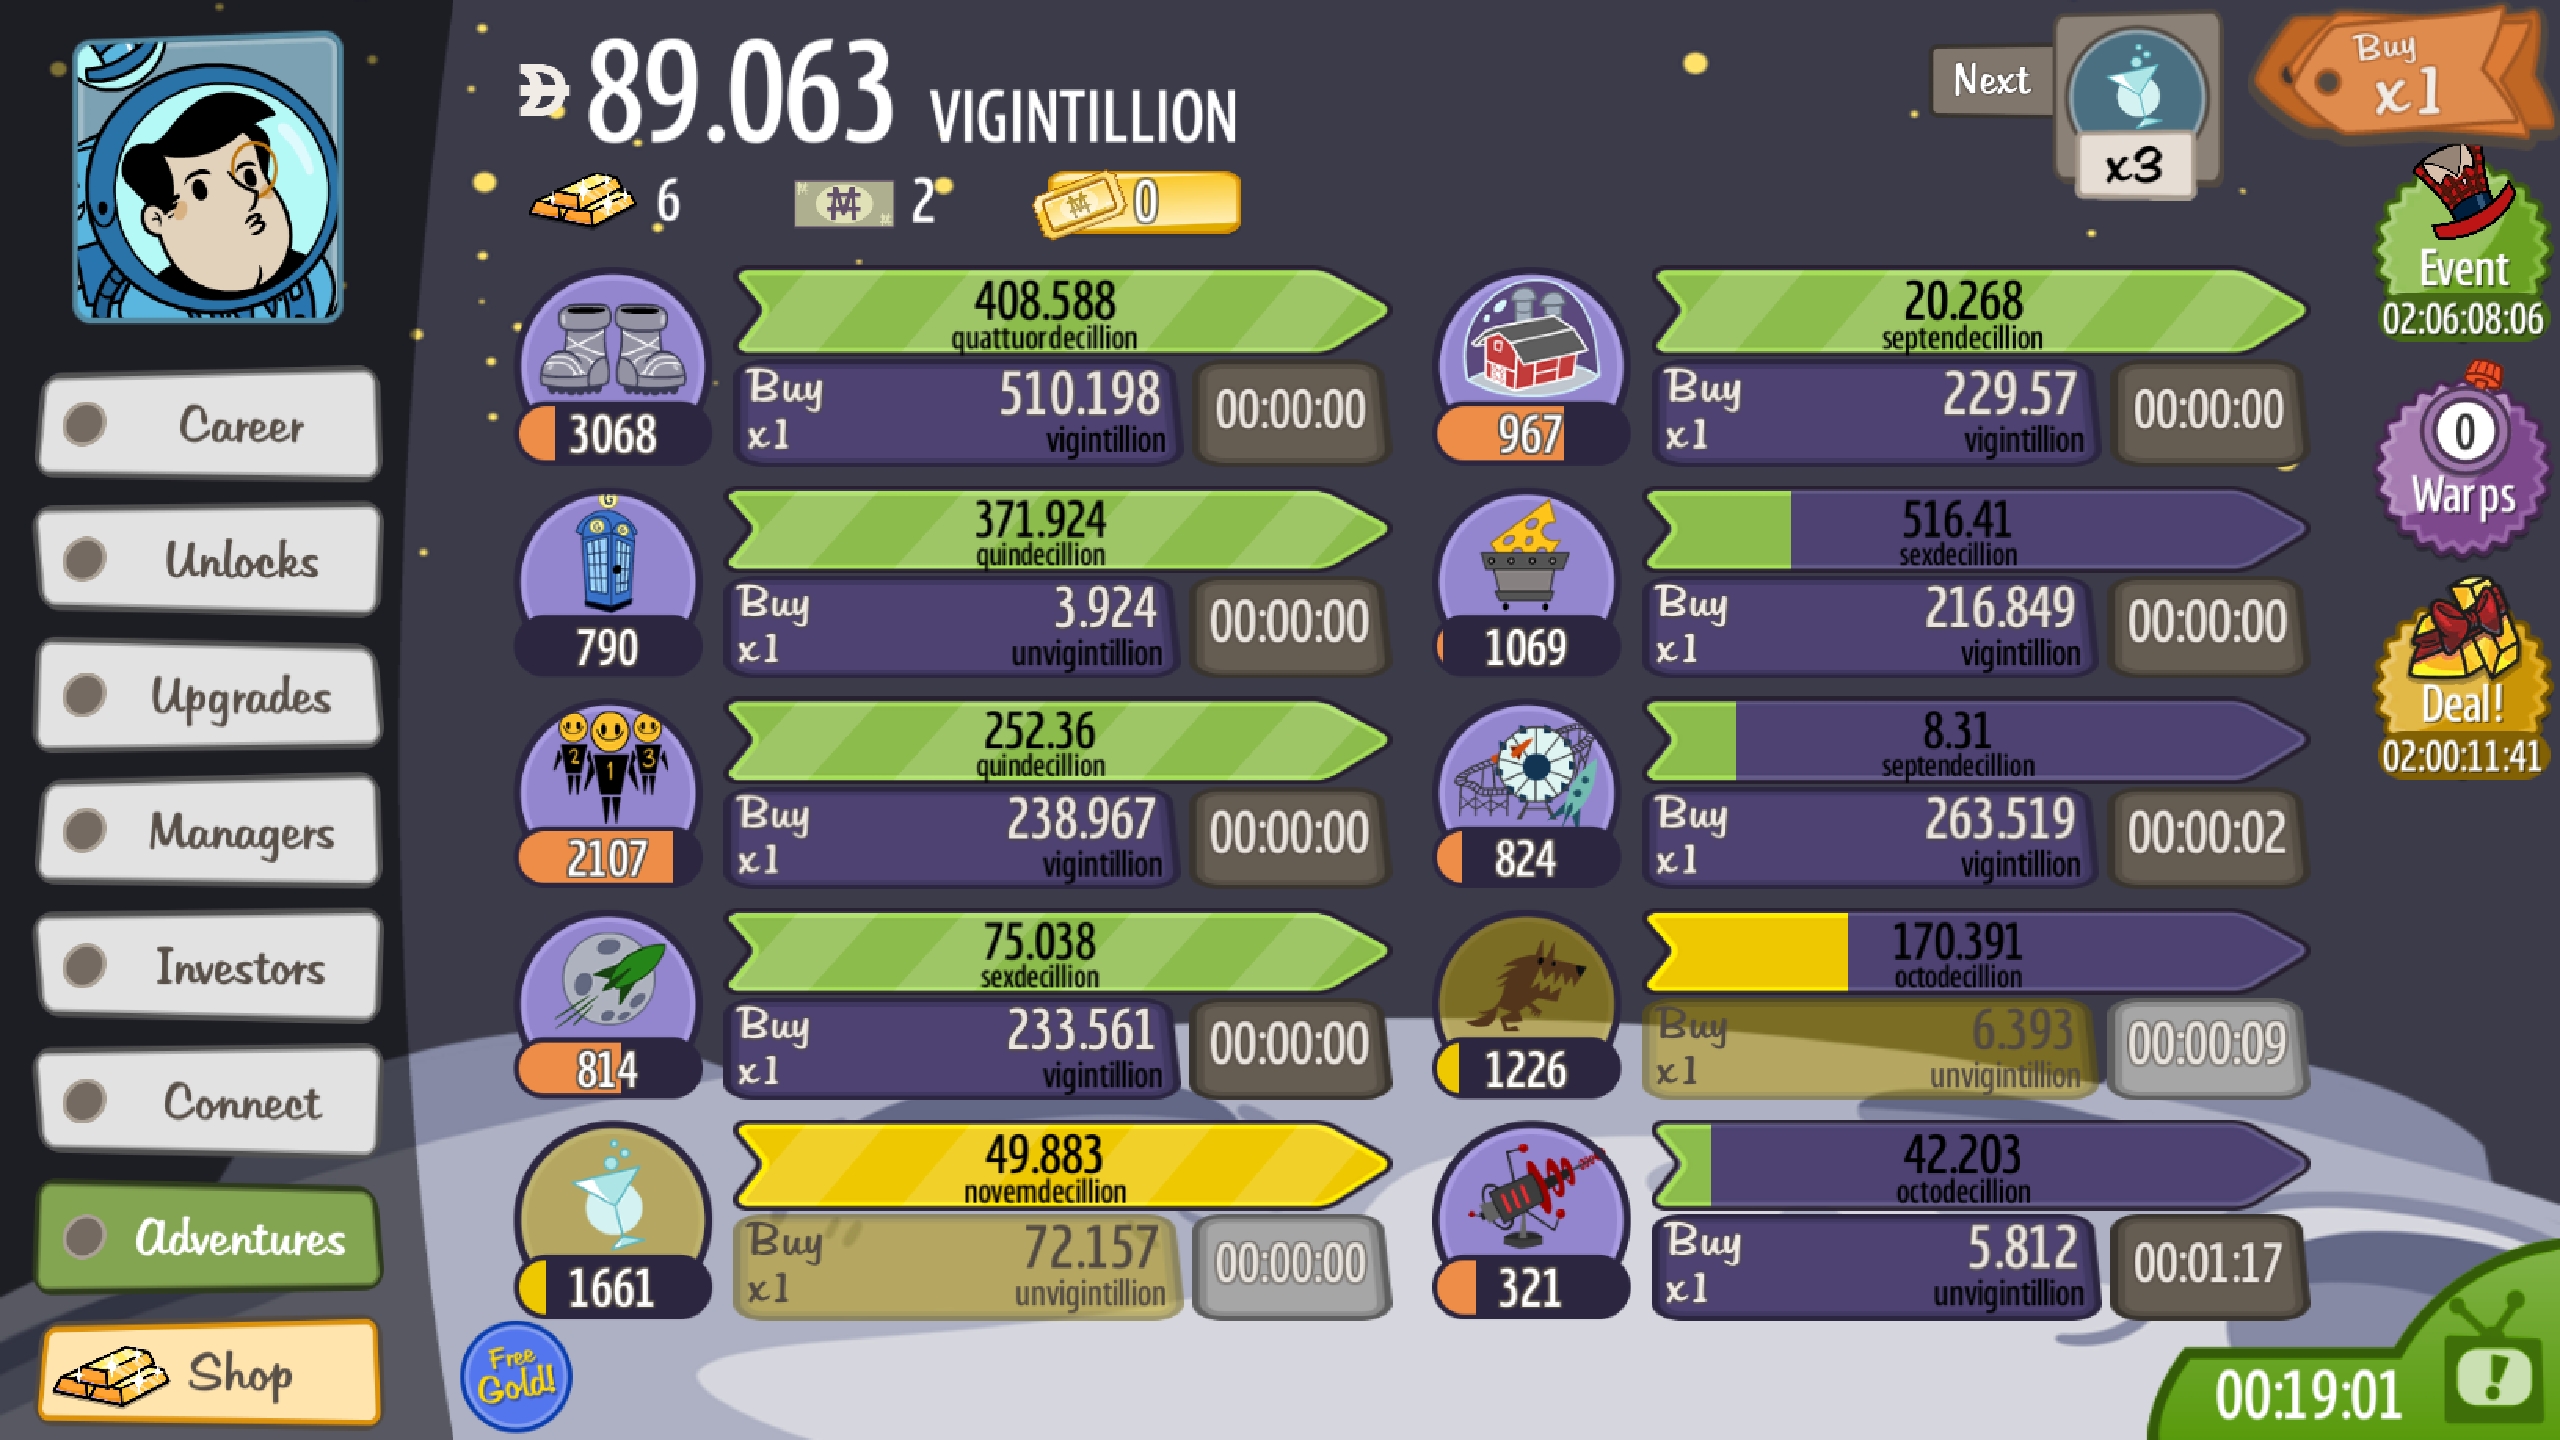 89.063 VIGINTILLION
6
2
0
Next
x3
Buy
x1
Event
02:06:08:06
0
Warps
Deal!
02:00:11:41
Career
Unlocks
Upgrades
Managers
Investors
Connect
Adventures
Shop
408.588
quattuordecillion
3068
Buy
x1
510.198
vigintillion
00:00:00
20.268
septendecillion
967
Buy
x1
229.57
vigintillion
00:00:00
G
371.924
quindecillion
790
Buy
x1
3.924
unvigintillion
00:00:00
516.41
sexdecillion
1069
Buy
x1
216.849
vigintillion
00:00:00
2 1 3
252.36
quindecillion
2107
Buy
x1
238.967
vigintillion
00:00:00
8.31
septendecillion
824
Buy
x1
263.519
vigintillion
00:00:02
75.038
sexdecillion
814
Buy
x1
233.561
vigintillion
00:00:00
170.391
octodecillion
1226
Buy
x1
6.393
unvigintillion
00:00:09
49.883
novemdecillion
1661
Buy
x1
72.157
unvigintillion
00:00:00
42.203
octodecillion
321
Buy
x1
5.812
unvigintillion
00:01:17
Free
Gold!
00:19:01
!